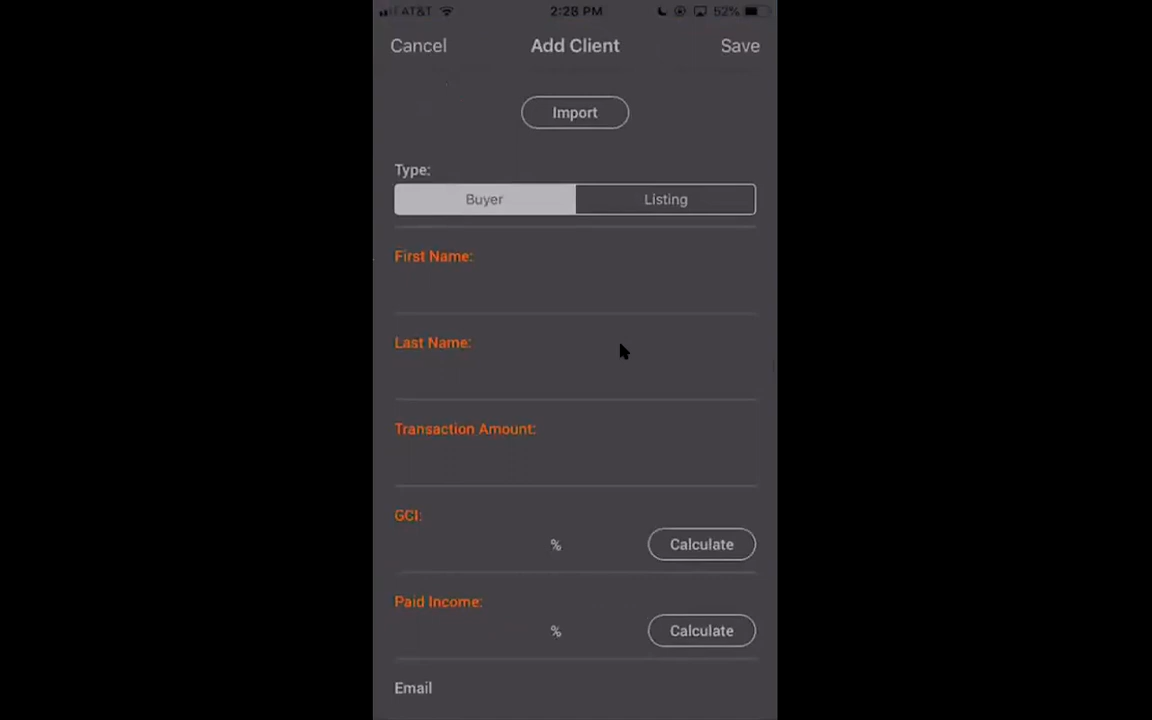 AT&T 2:28 PM 52%
Cancel Add Client Save
Import
Type:
Buyer Listing
First Name:
Last Name:
Transaction Amount:
GCI:
% Calculate
Paid Income:
% Calculate
Email